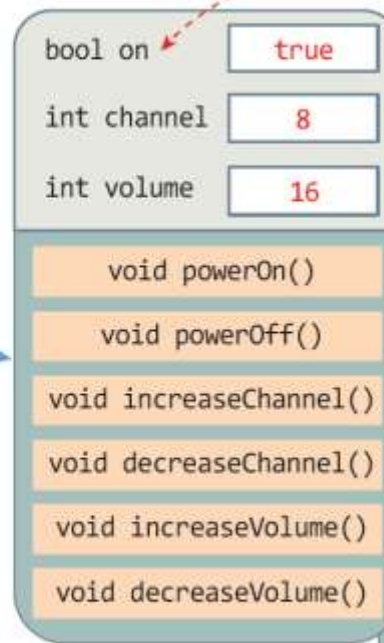 bool on true
int channel 8
int volume 16
void powerOn()
void powerOff()
void increaseChannel()
void decreaseChannel()
void increaseVolume()
void decreaseVolume()